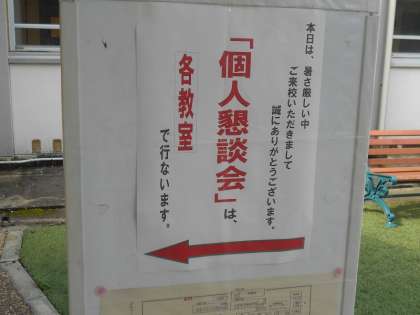 本日は、暑さ厳しい中
ご来校いただきまして
誠にありがとうございます。
「個人懇談会」は、
各教室
で行ないます。